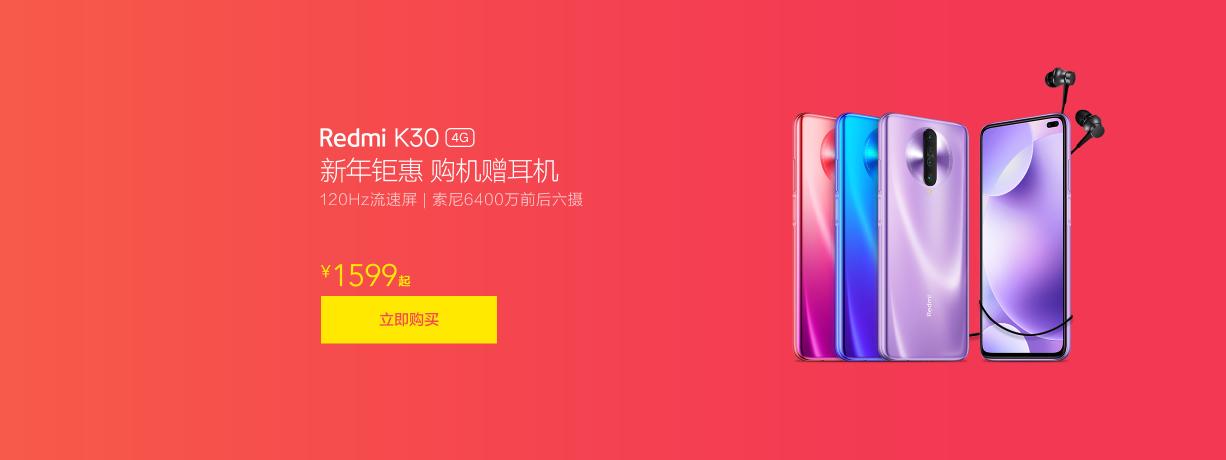 Redmi K30 4G
新年钜惠 购机赠耳机
120Hz流速屏 | 索尼6400万前后六摄
¥1599起
立即购买
Redmi